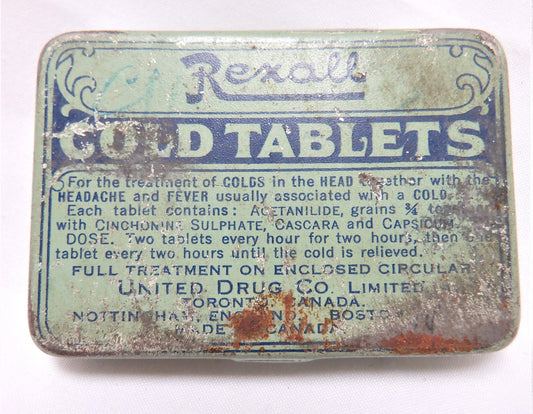 Rexall
COLD TABLETS
For the treatment of COLDS in the HEAD together with the
HEADACHE and FEVER usually associated with a COLD.
Each tablet contains: ACETANILIDE, grains ¾ together
with CINCHONINE SULPHATE, CASCARA and CAPSICUM.
DOSE. Two tablets every hour for two hours, then one
tablet every two hours until the cold is relieved.
FULL TREATMENT ON ENCLOSED CIRCULAR
UNITED DRUG CO. LIMITED
TORONTO, CANADA.
NOTTINGHAM, ENGLAND. BOSTON
MADE CANADA